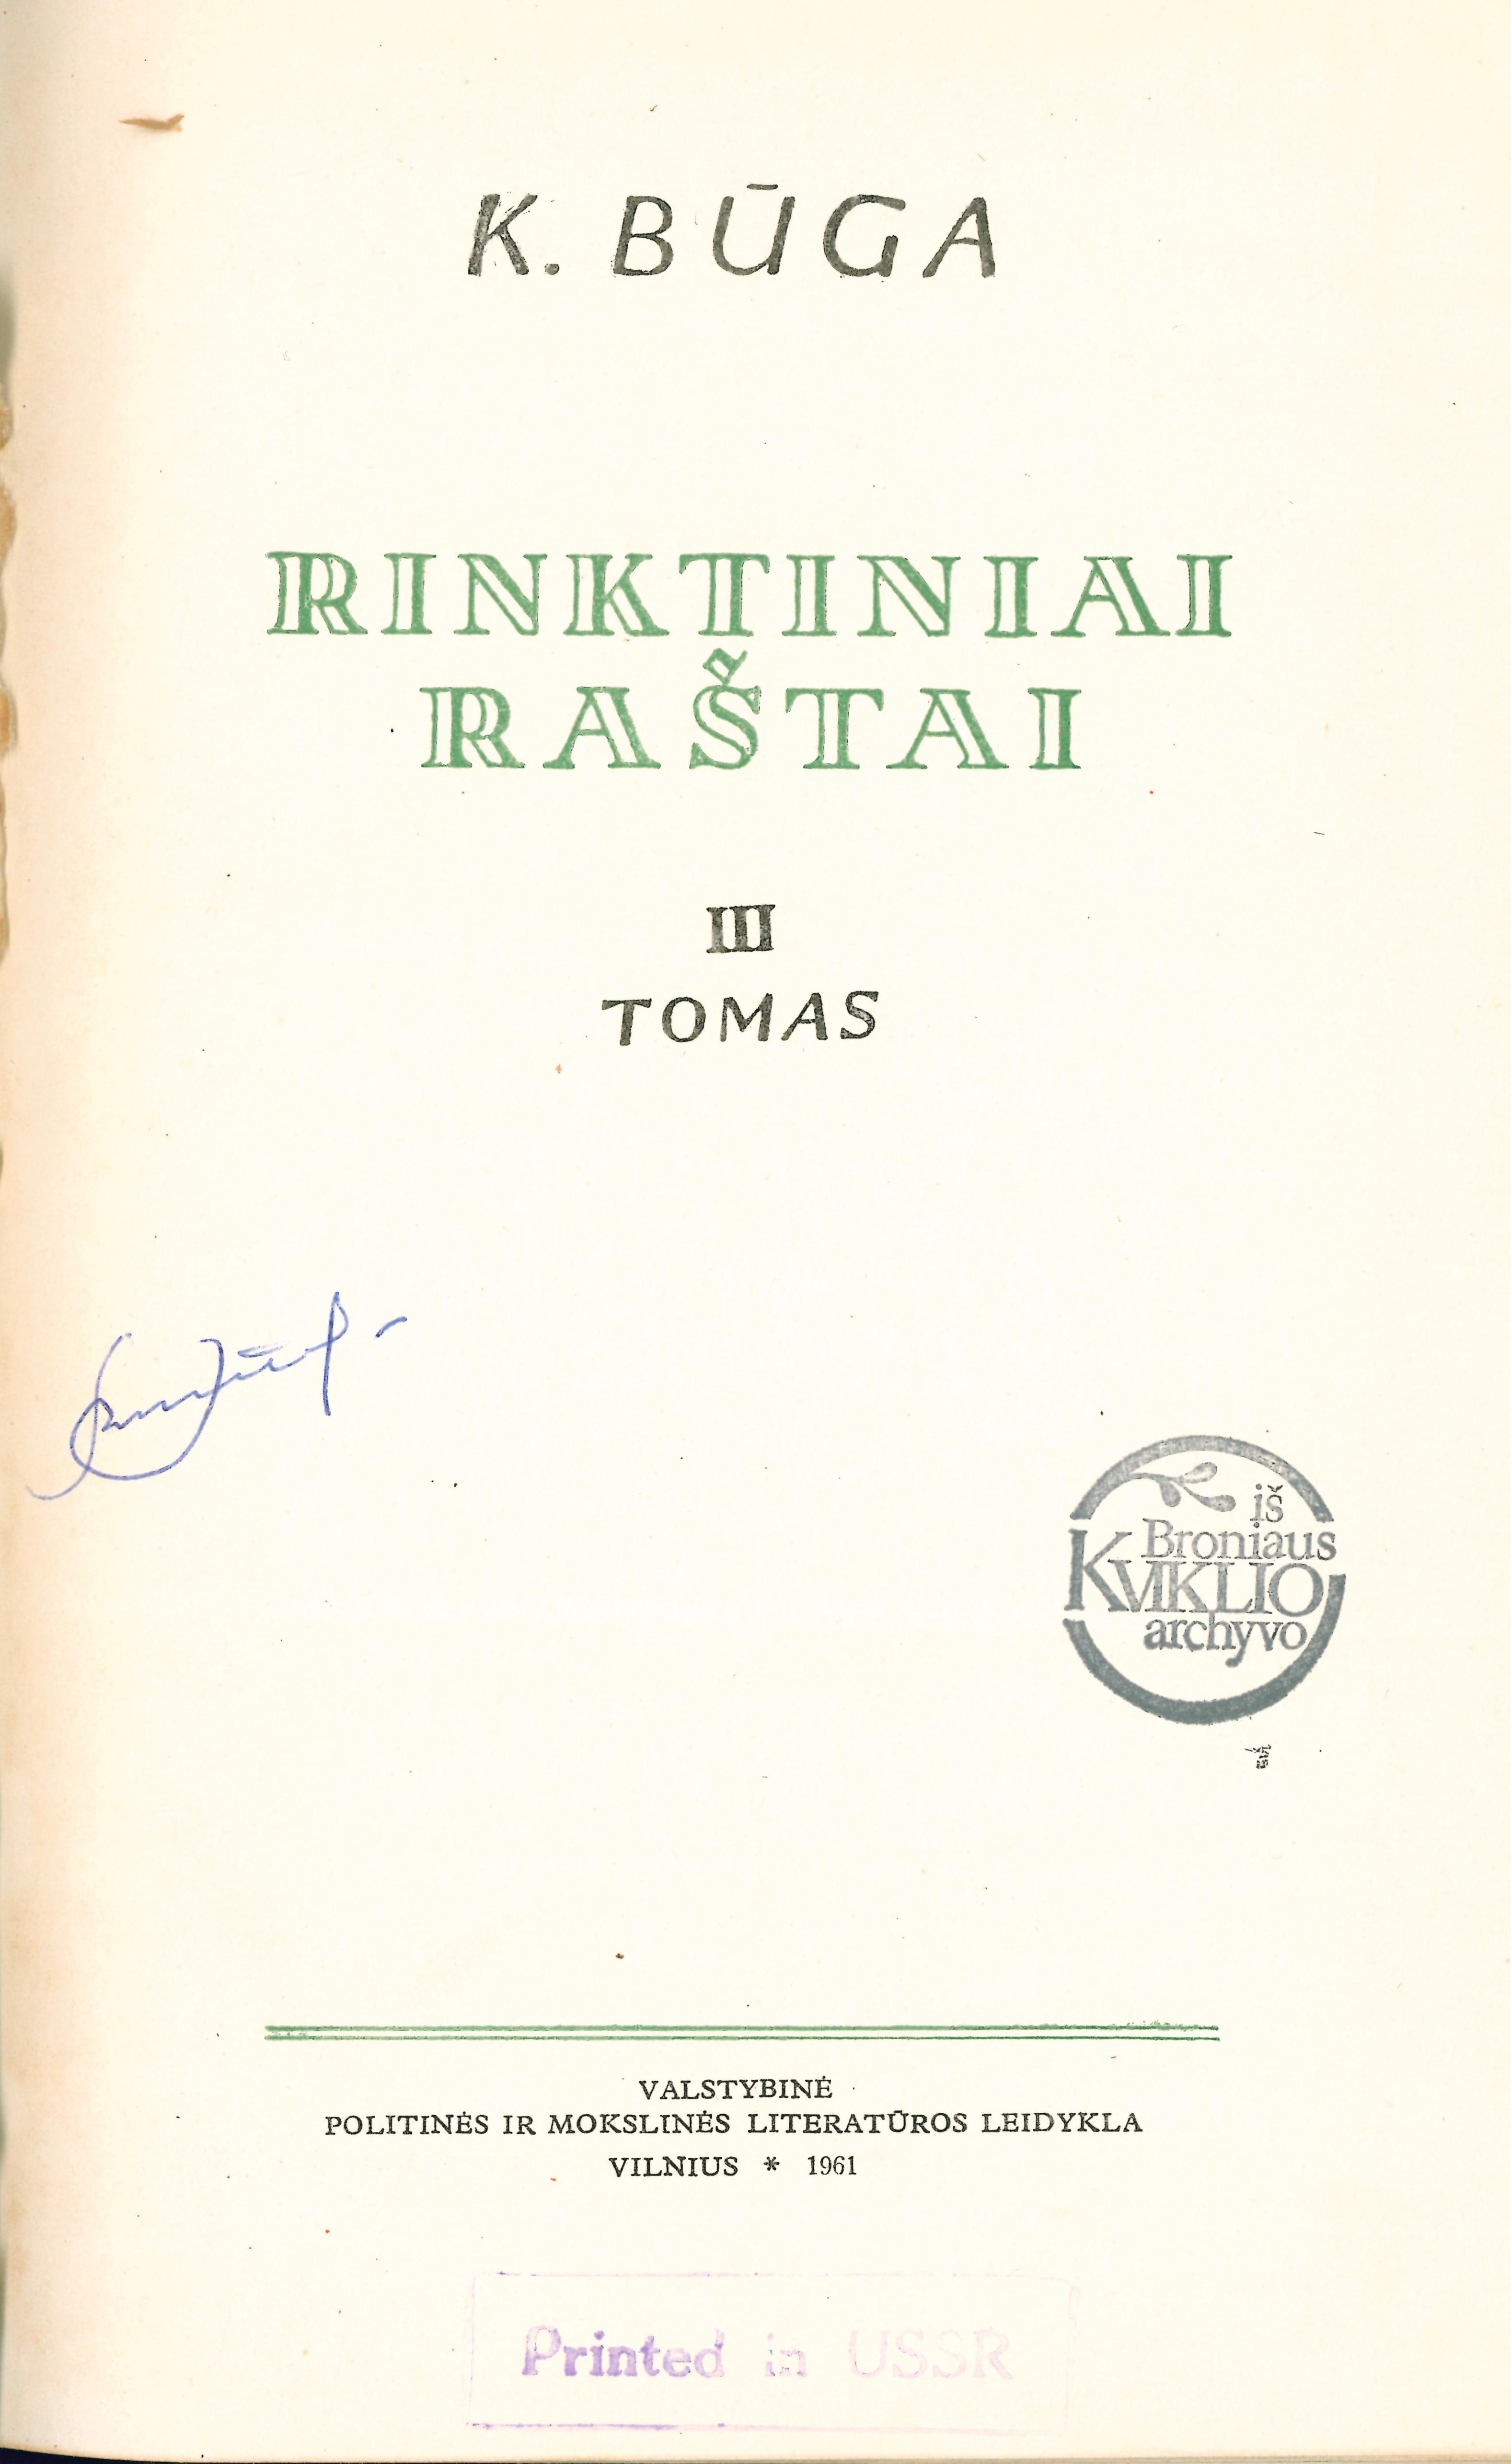 K. BŪGA
RINKTINIAI
RAŠTAI
III
TOMAS
iš
Broniaus
KVIKLIO
archyvo
VALSTYBINĖ
POLITINĖS IR MOKSLINĖS LITERATŪROS LEIDYKLA
VILNIUS * 1961
Printed in USSR